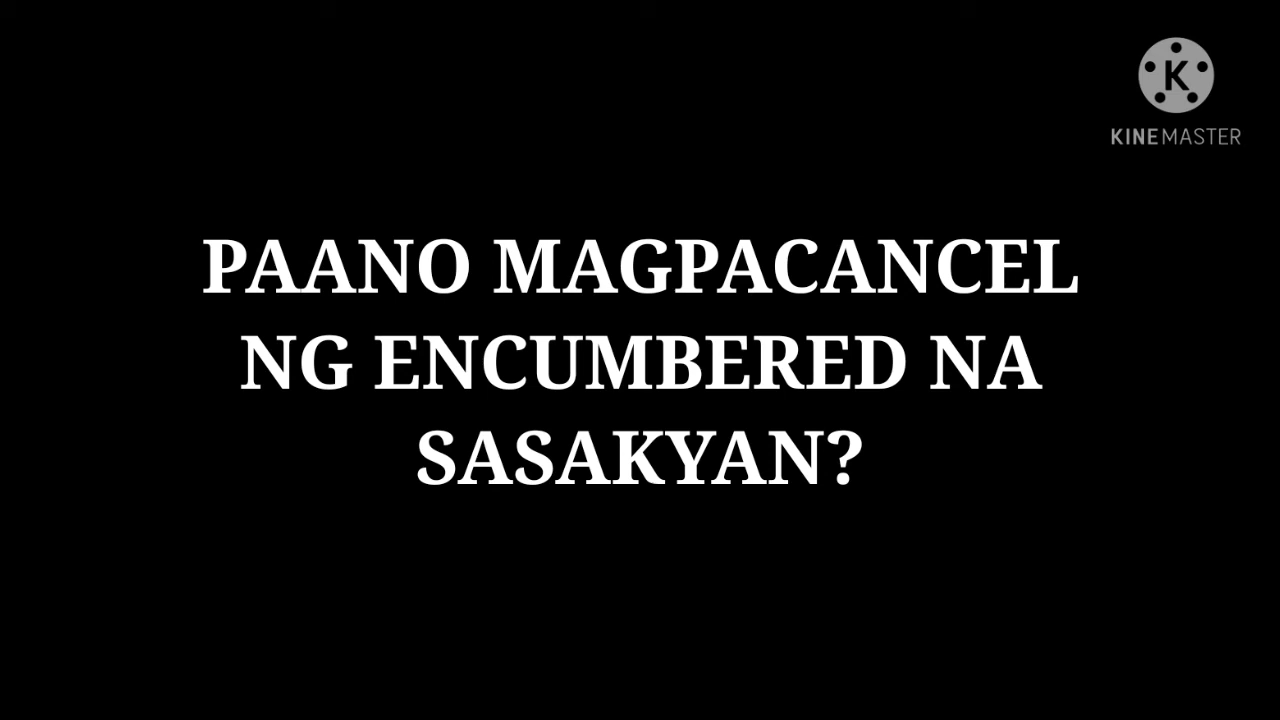 K
KINEMASTER
PAANO MAGPACANCEL
NG ENCUMBERED NA
SASAKYAN?